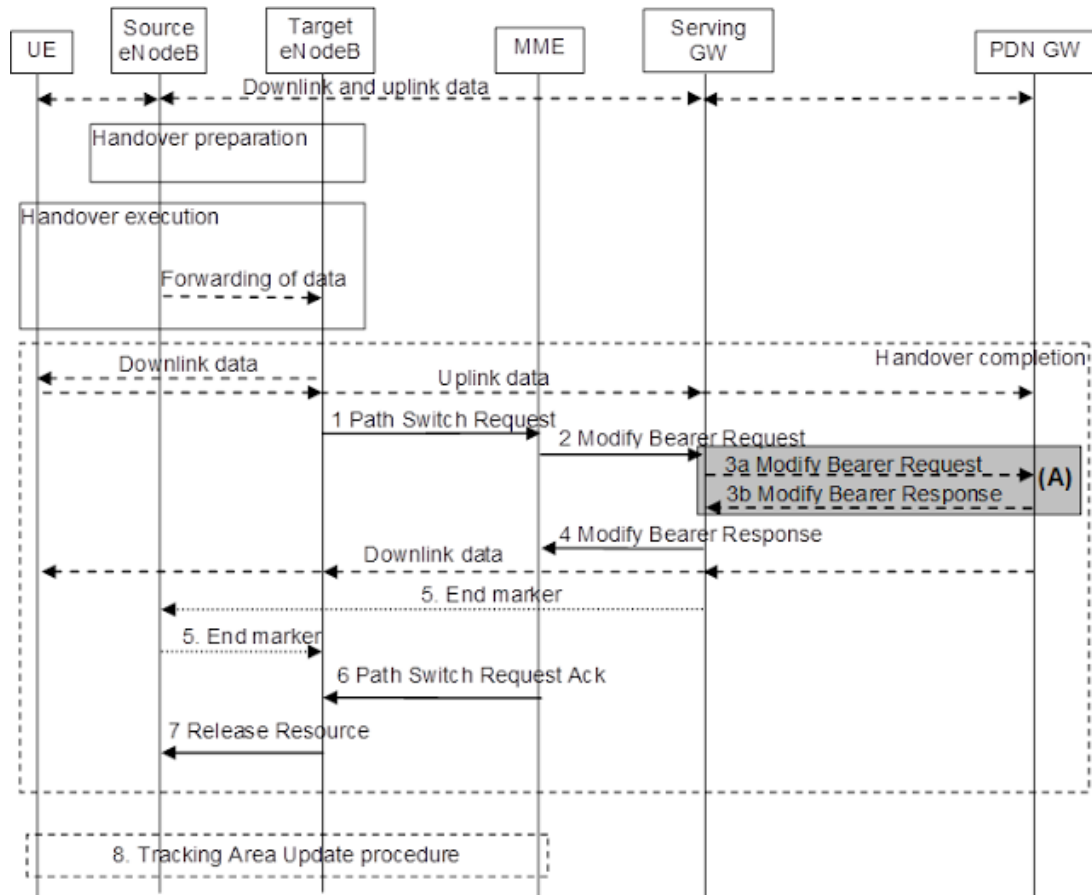 UE
Source
eNodeB
Target
eNodeB
MME
Serving
GW
PDN GW
Downlink and uplink data
Handover preparation
Handover execution
Forwarding of data
Handover completion
Downlink data
Uplink data
1 Path Switch Request
2 Modify Bearer Request
3a Modify Bearer Request
(A)
3b Modify Bearer Response
4 Modify Bearer Response
Downlink data
5. End marker
5. End marker
6 Path Switch Request Ack
7 Release Resource
8. Tracking Area Update procedure